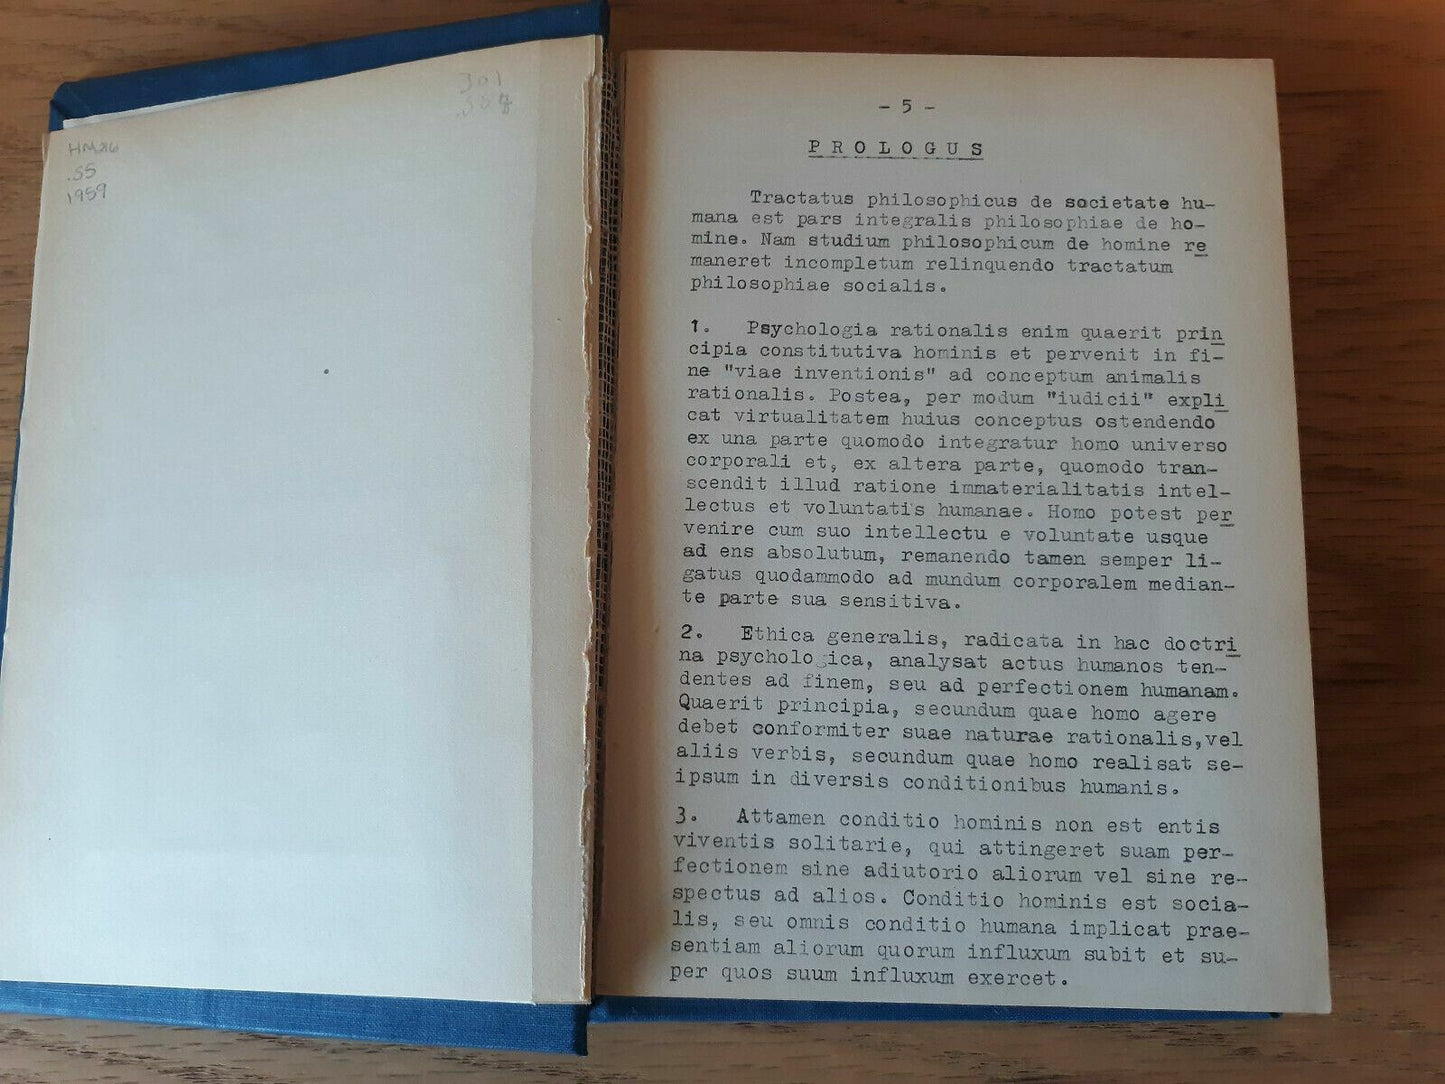 301
HM26
.S5
1959
- 5 -
PROLOGUS
Tractatus philosophicus de societate hu-
mana est pars integralis philosophiae de ho-
mine. Nam studium philosophicum de homine re
maneret incompletum relinquendo tractatum
philosophiae socialis.
1. Psychologia rationalis enim quaerit prin
cipia constitutiva hominis et pervenit in fi-
ne "viae inventionis" ad conceptum animalis
rationalis. Postea, per modum "iudicii" expli
cat virtualitatem huius conceptus ostendendo
ex una parte quomodo integratur homo universo
corporali et, ex altera parte, quomodo tran-
scendit illud ratione immaterialitatis intel-
lectus et voluntatis humanae. Homo potest per
venire cum suo intellectu e voluntate usque
ad ens absolutum, remanendo tamen semper li-
gatus quodammodo ad mundum corporalem median-
te parte sua sensitiva.
2. Ethica generalis, radicata in hac doctri
na psycholo ica, analysat actus humanos ten-
dentes ad finem, seu ad perfectionem humanam.
Quaerit principia, secundum quae homo agere
debet conformiter suae naturae rationalis,vel
aliis verbis, secundum quae homo realisat se-
ipsum in diversis conditionibus humanis.
3. Attamen conditio hominis non est entis
viventis solitarie, qui attingeret suam per-
fectionem sine adiutorio aliorum vel sine re-
spectus ad alios. Conditio hominis est socia-
lis, seu omnis conditio humana implicat prae-
sentiam aliorum quorum influxum subit et su-
per quos suum influxum exercet.